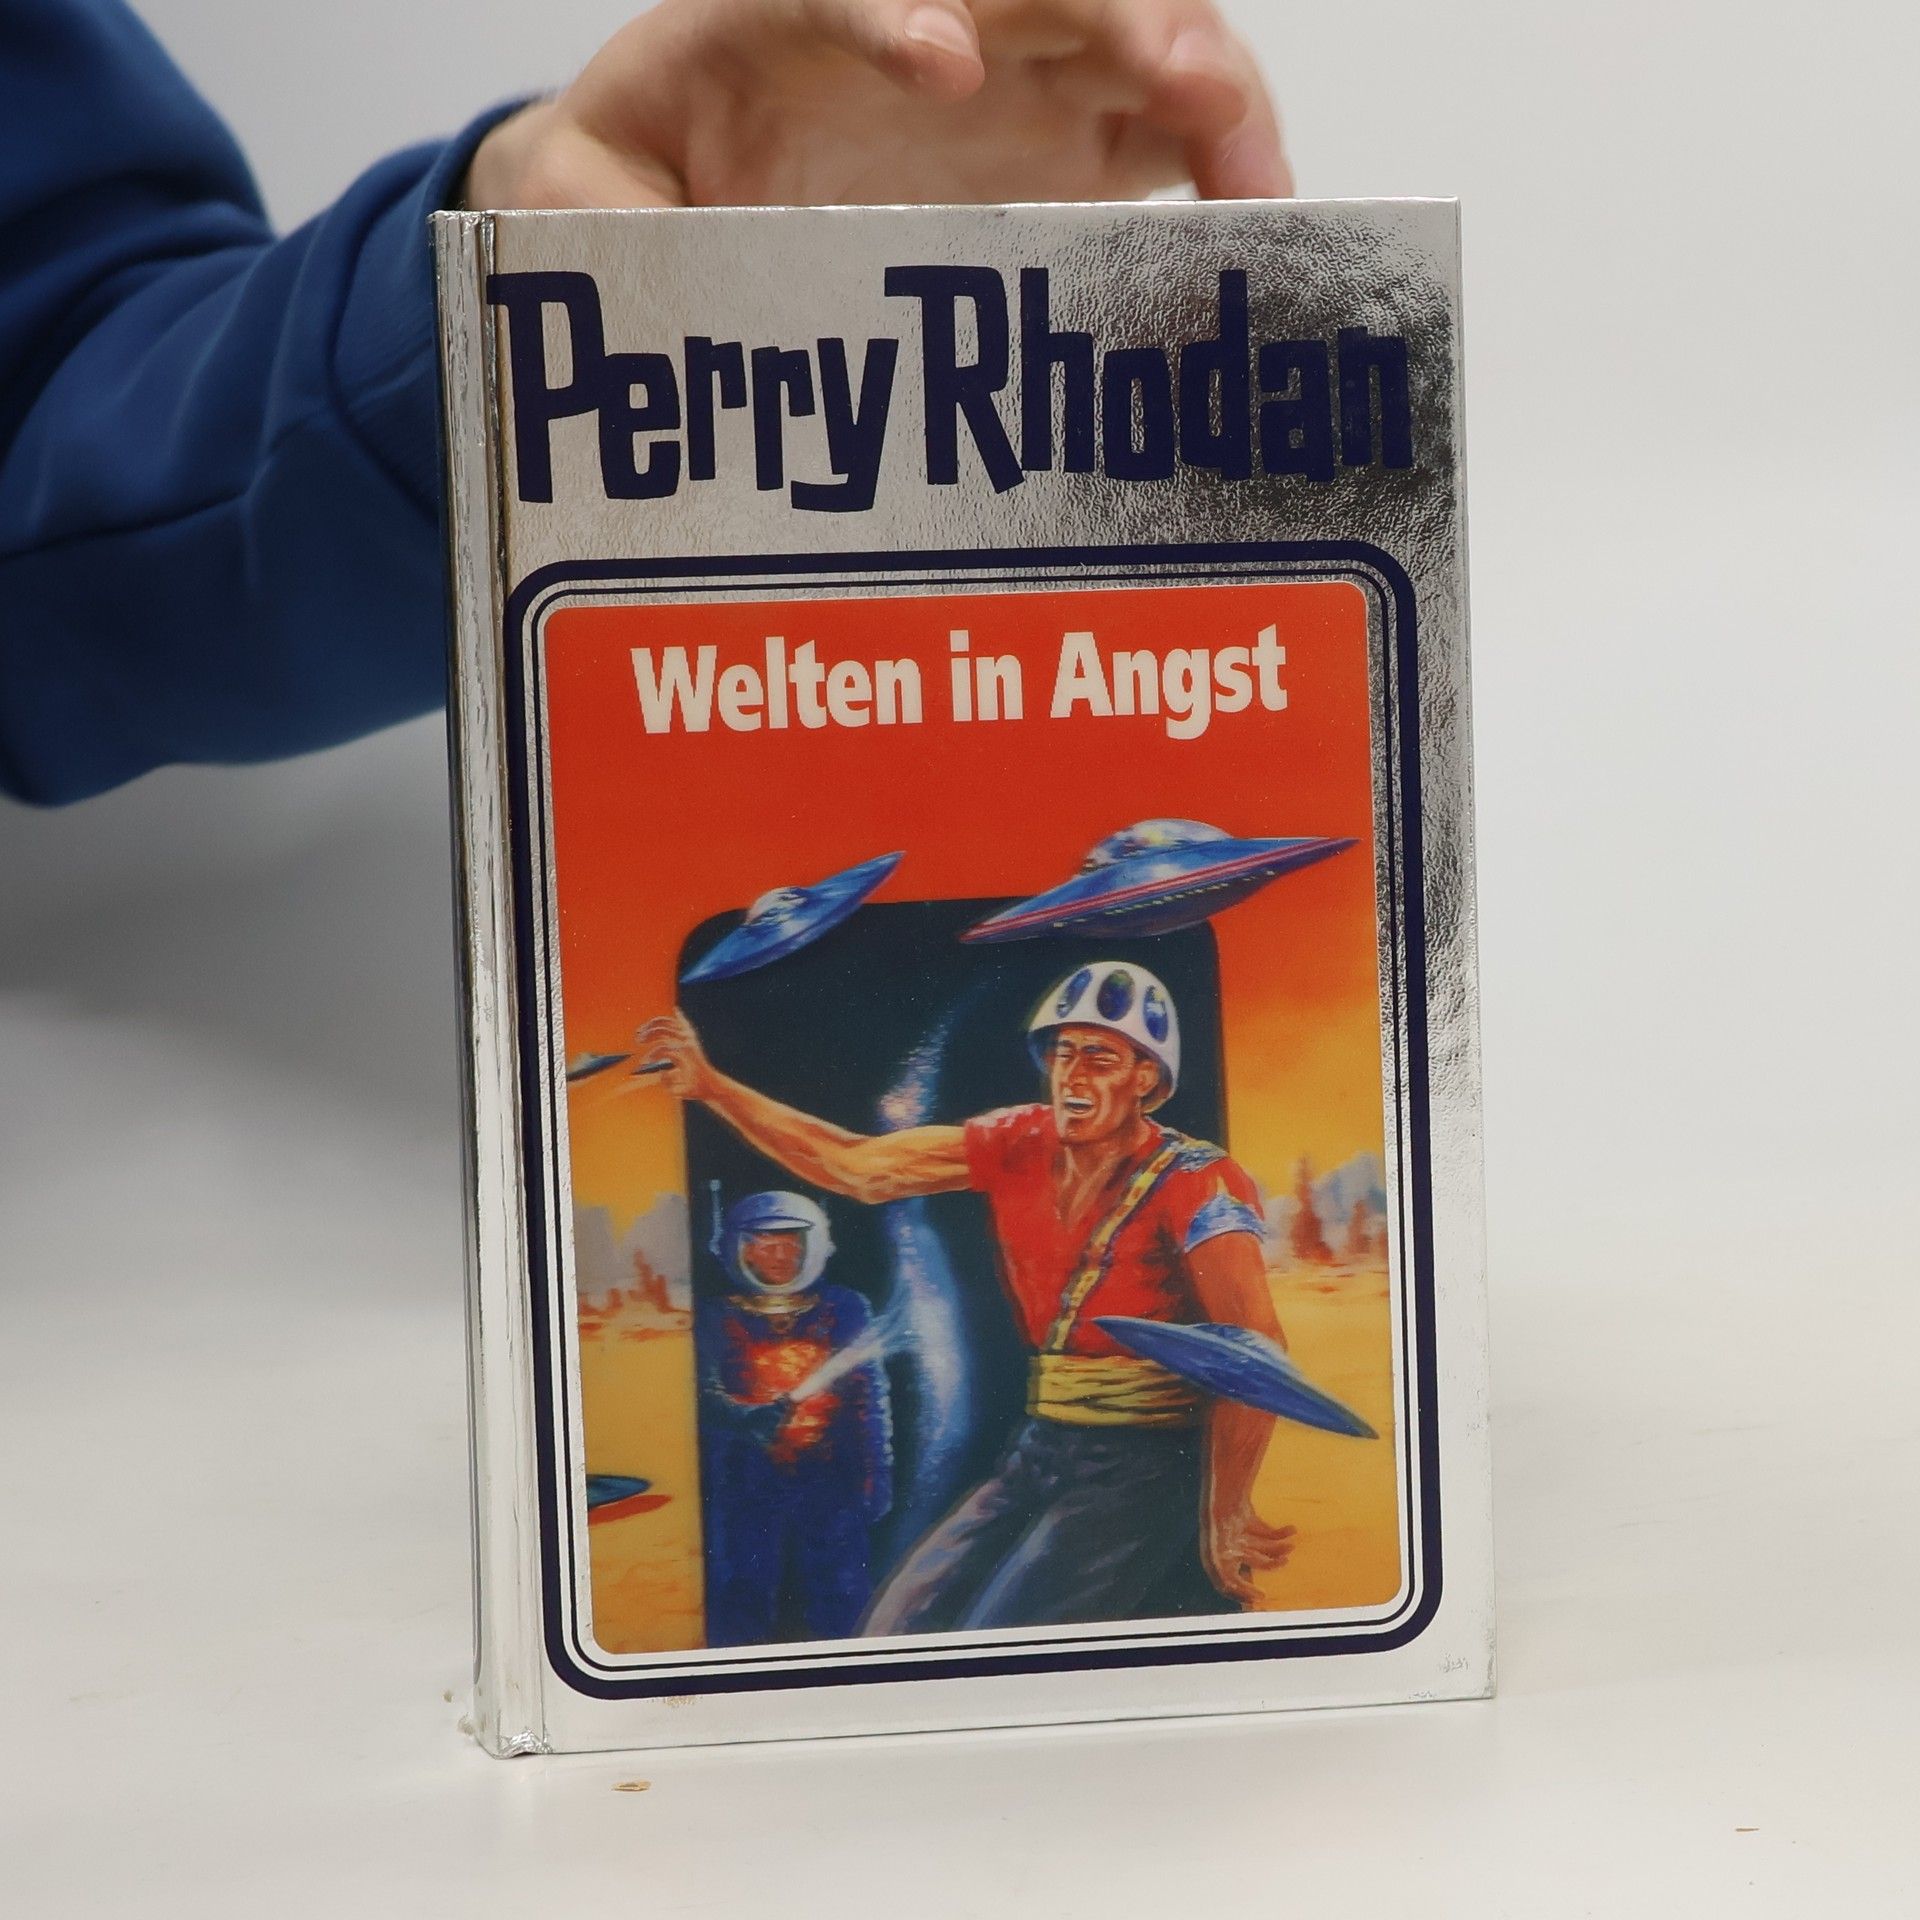 Perry Rhodan
Welten in Angst